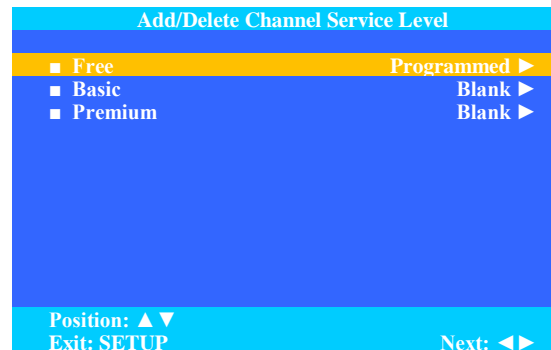 Add/Delete Channel Service Level
■ Free Programmed ►
■ Basic Blank ►
■ Premium Blank ►
Position: ▲▼
Exit: SETUP Next: ◄►